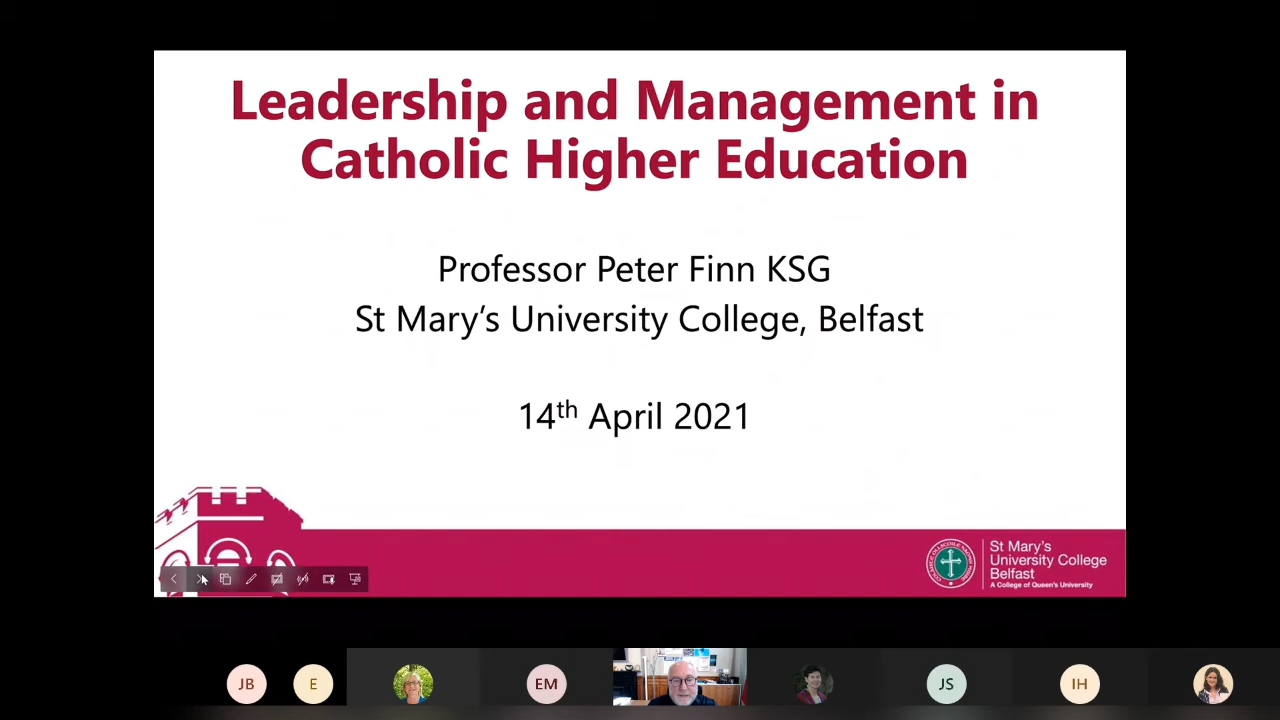 Leadership and Management in
Catholic Higher Education
Professor Peter Finn KSG
St Mary's University College, Belfast
14th April 2021
St Mary's
University College
Belfast
A College of Queen's University
JB
E
EM
JS
IH